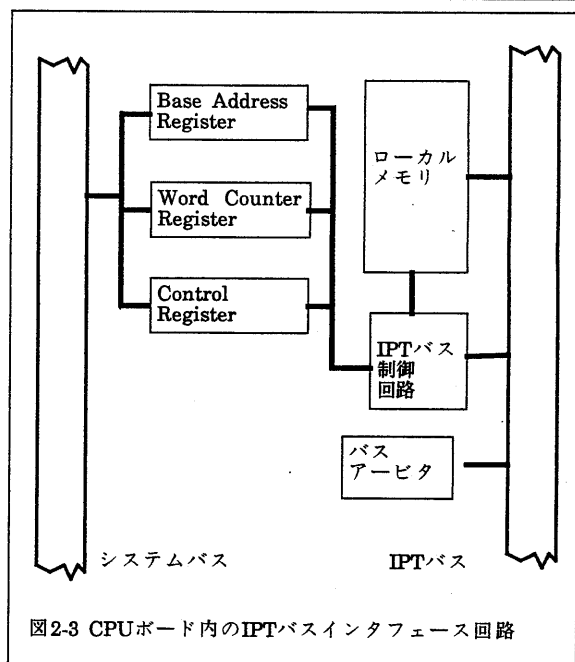 Base Address
Register
Word Counter
Register
Control
Register
ローカル
メモリ
IPTバス
制御
回路
バス
アービタ
システムバス
IPTバス
図2-3 CPUボード内のIPTバスインタフェース回路